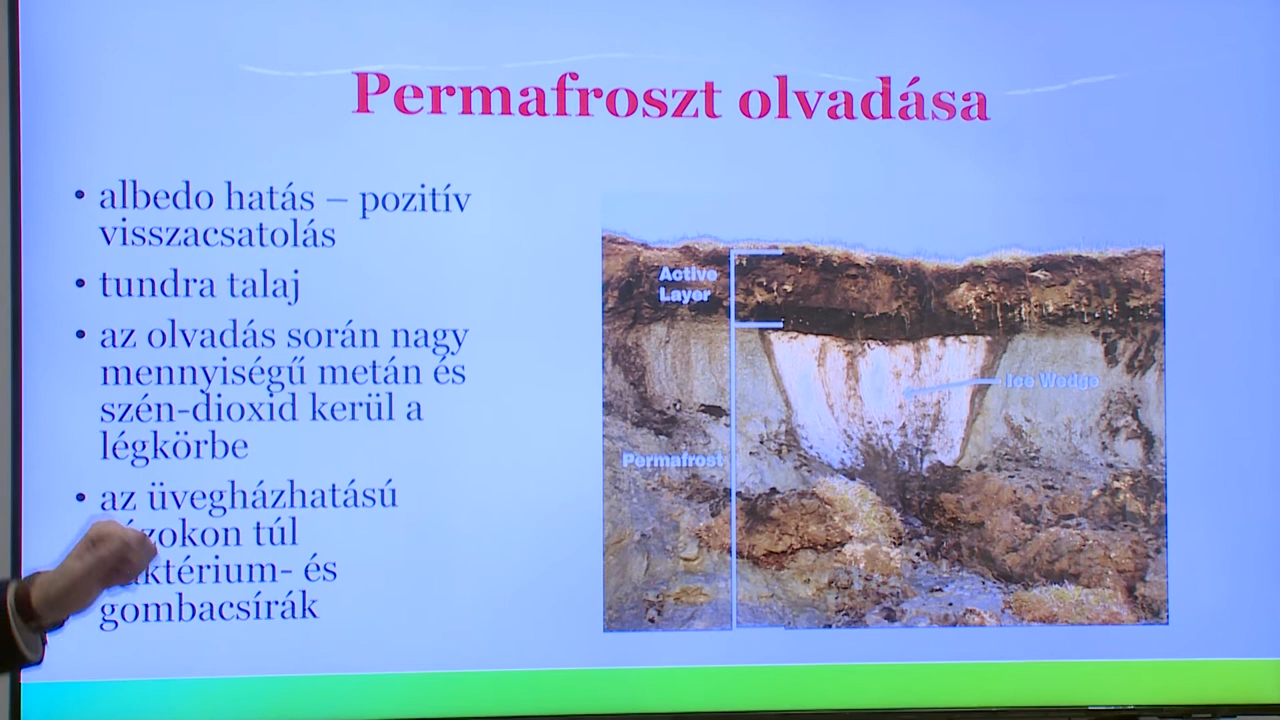 Permafroszt olvadása
• albedo hatás – pozitív
visszacsatolás
• tundra talaj
• az olvadás során nagy
mennyiségű metán és
szén-dioxid kerül a
légkörbe
• az üvegházhatású
túl
és
gombacsírák
Active
Layer
Ice Wedge
Permafrost